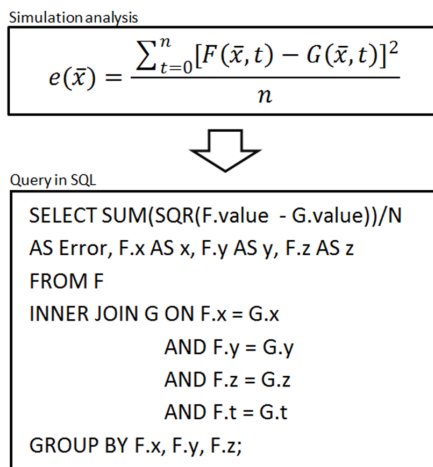 Simulation analysis
e(x̄) = ∑ⁿₜ₌₀[F(x̄, t) − G(x̄, t)]² / n
Query in SQL
SELECT SUM(SQR(F.value - G.value))/N
AS Error, F.x AS x, F.y AS y, F.z AS z
FROM F
INNER JOIN G ON F.x = G.x
AND F.y = G.y
AND F.z = G.z
AND F.t = G.t
GROUP BY F.x, F.y, F.z;